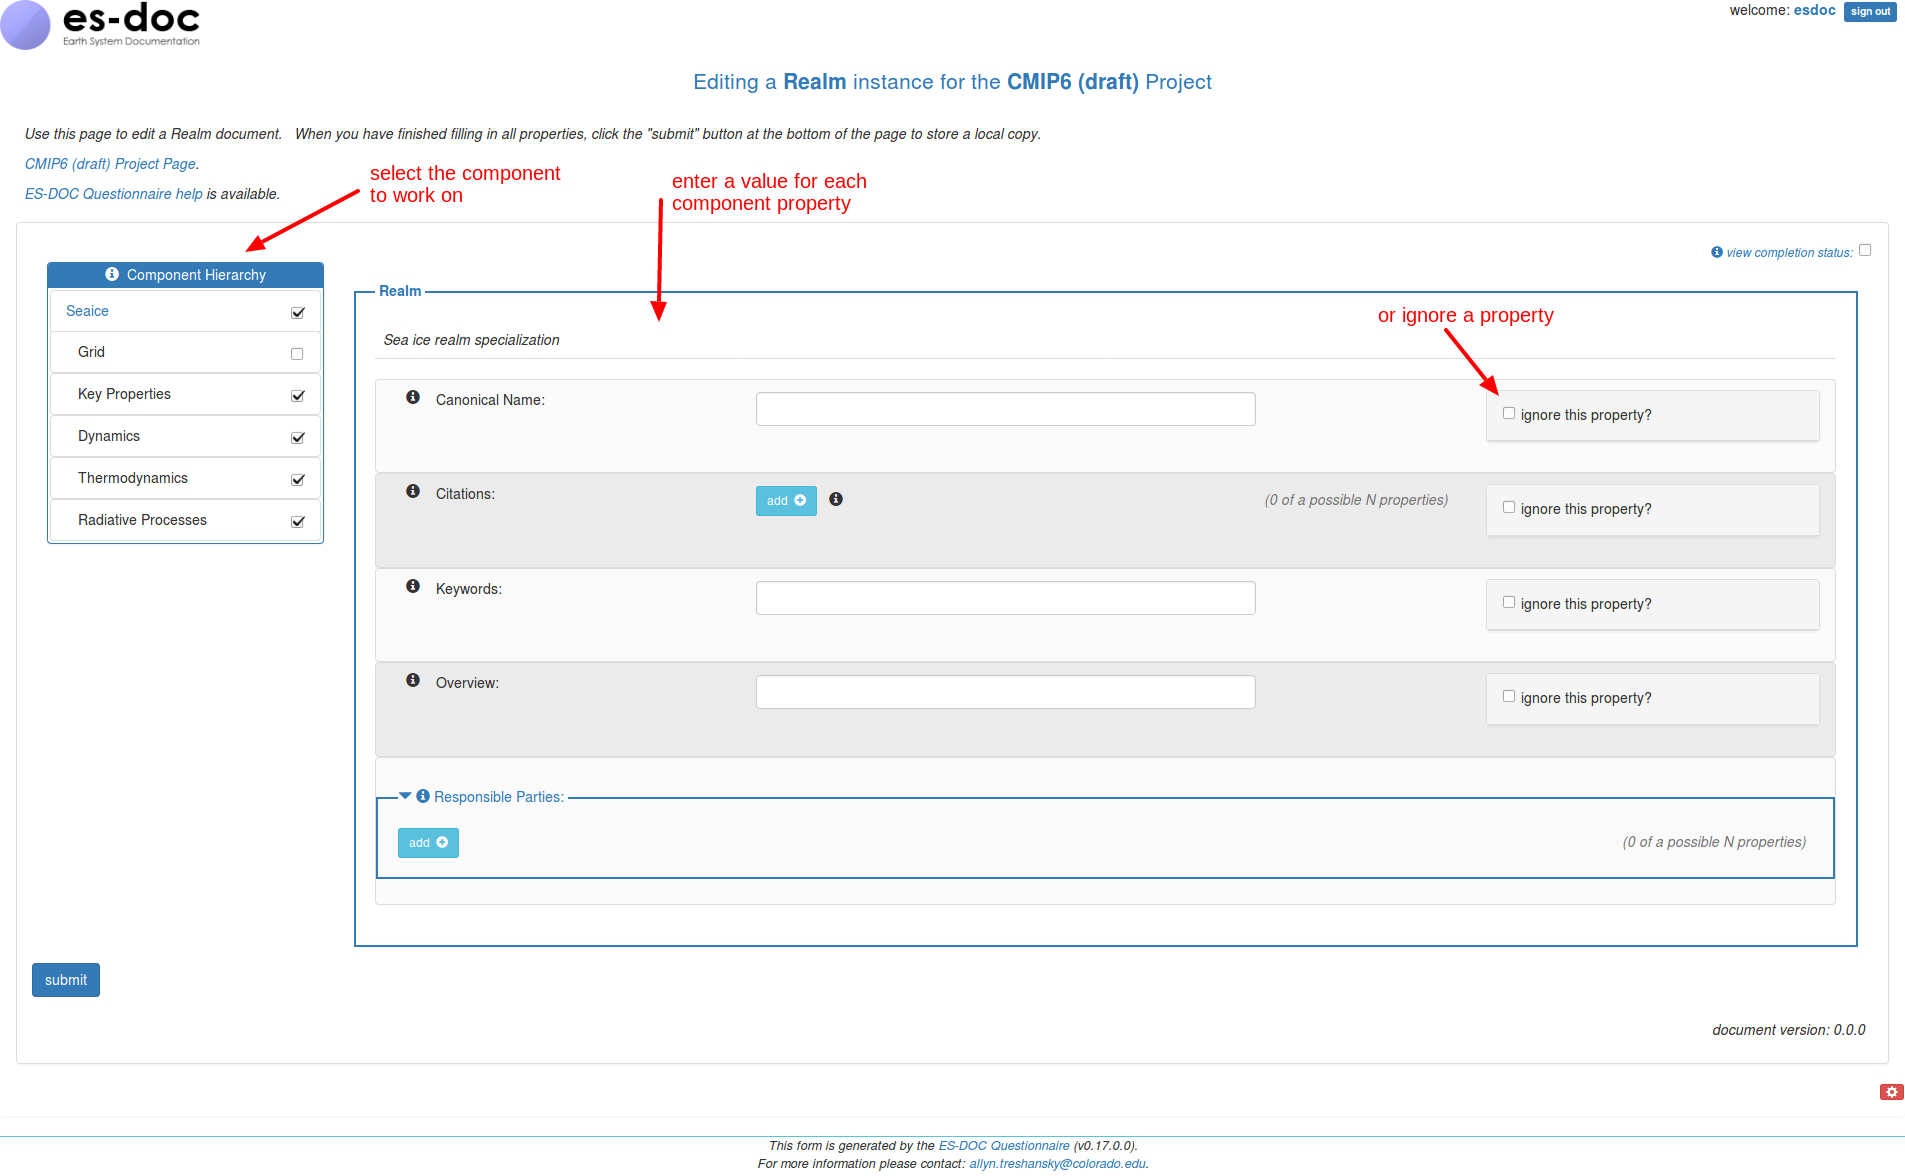 es-doc
Earth System Documentation
welcome: esdoc sign out
Editing a Realm instance for the CMIP6 (draft) Project
Use this page to edit a Realm document. When you have finished filling in all properties, click the "submit" button at the bottom of the page to store a local copy.
CMIP6 (draft) Project Page.
ES-DOC Questionnaire help is available.
select the component
to work on
enter a value for each
component property
view completion status:
Component Hierarchy
Seaice
Grid
Key Properties
Dynamics
Thermodynamics
Radiative Processes
Realm
or ignore a property
Sea ice realm specialization
Canonical Name:
ignore this property?
Citations:
add
(0 of a possible N properties)
ignore this property?
Keywords:
ignore this property?
Overview:
ignore this property?
Responsible Parties:
add
(0 of a possible N properties)
submit
document version: 0.0.0
This form is generated by the ES-DOC Questionnaire (v0.17.0.0).
For more information please contact: allyn.treshansky@colorado.edu.